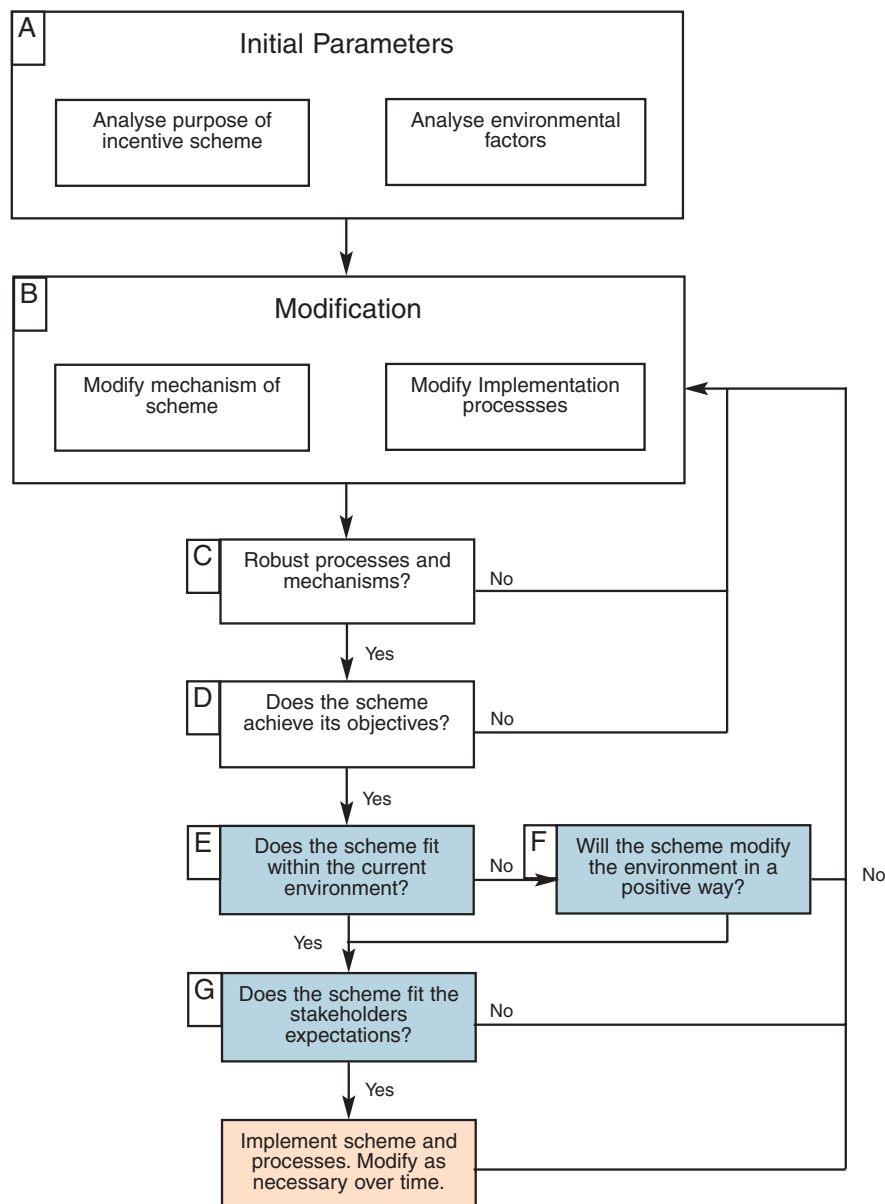 A
Initial Parameters
Analyse purpose of
incentive scheme
Analyse environmental
factors
B
Modification
Modify mechanism of
scheme
Modify Implementation
processses
C
Robust processes and
mechanisms?
No
Yes
D
Does the scheme
achieve its objectives?
No
Yes
E
Does the scheme fit
within the current
environment?
No
F
Will the scheme modify
the environment in a
positive way?
No
Yes
G
Does the scheme fit the
stakeholders
expectations?
No
Yes
Implement scheme and
processes. Modify as
necessary over time.